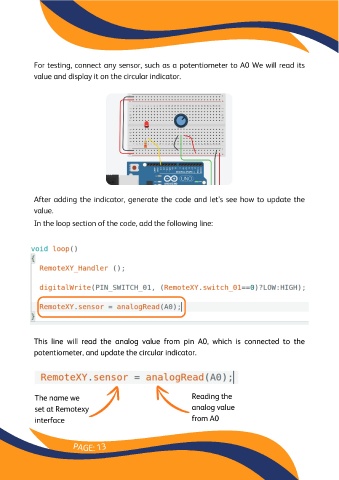 For testing, connect any sensor, such as a potentiometer to A0 We will read its
value and display it on the circular indicator.
UNO
ARDUINO
After adding the indicator, generate the code and let's see how to update the
value.
In the loop section of the code, add the following line:
void loop()
{
RemoteXY_Handler ();
digitalWrite(PIN_SWITCH_01, (RemoteXY.switch_01==0)?LOW:HIGH);
RemoteXY.sensor = analogRead(A0);
}
This line will read the analog value from pin A0, which is connected to the
potentiometer, and update the circular indicator.
RemoteXY.sensor = analogRead(A0);
The name we
set at Remotexy
interface
Reading the
analog value
from A0
PAGE: 13